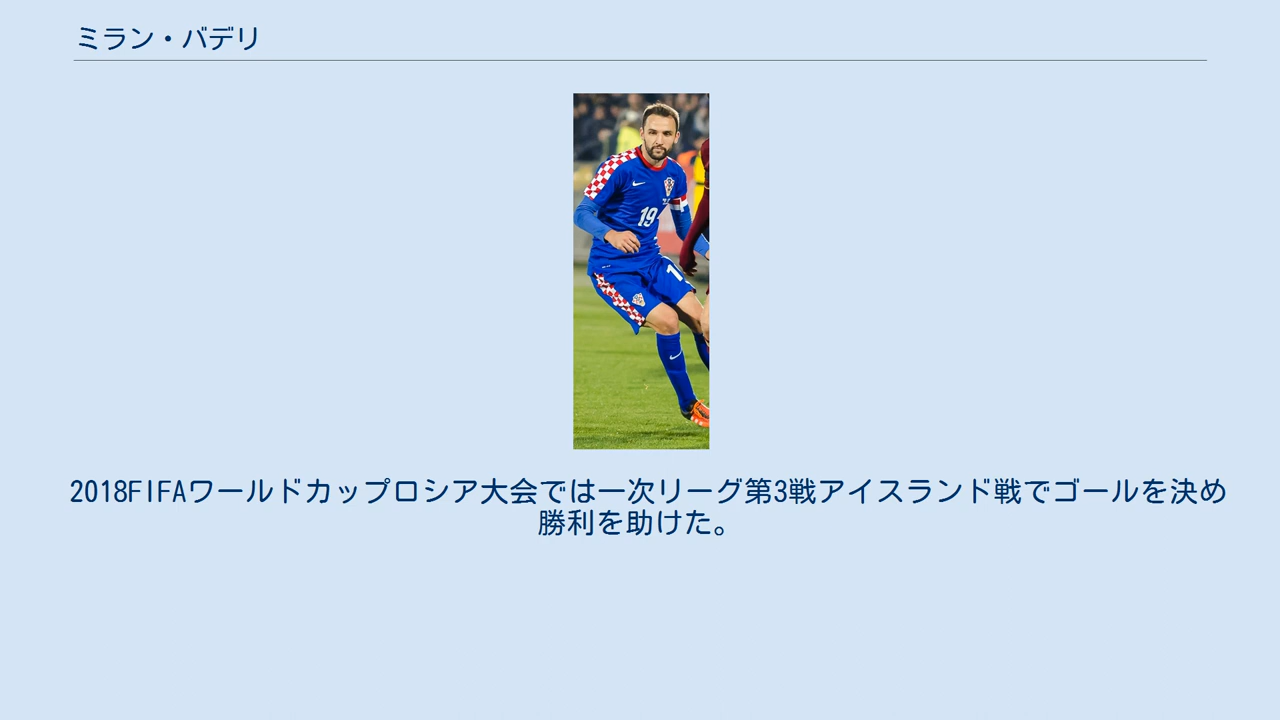 ミラン・バデリ
19
2018FIFAワールドカップロシア大会では一次リーグ第3戦アイスランド戦でゴールを決め
勝利を助けた。